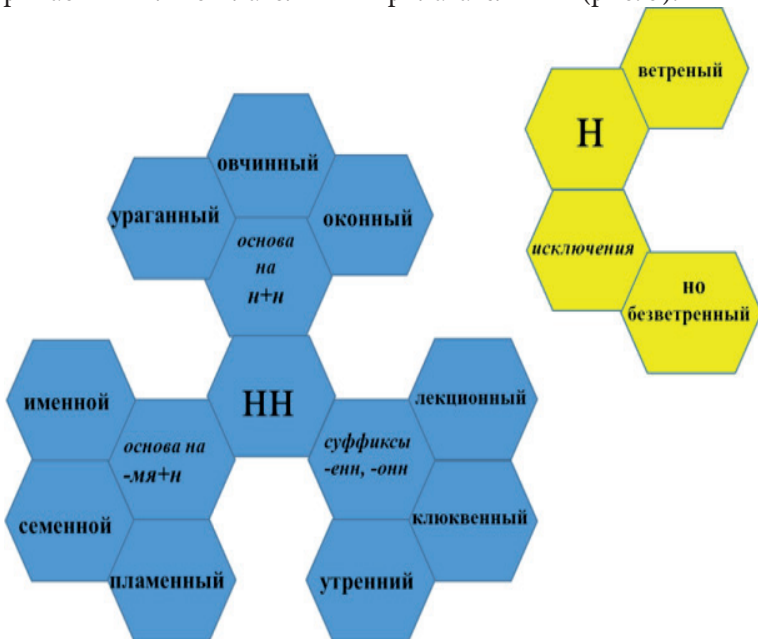 ветреный
Н
исключения
но
безветренный
овчинный
ураганный
оконный
основа
на
н+н
НН
именной
основа на
-мя+н
семенной
пламенный
суффиксы
-енн, -онн
лекционный
клюквенный
утренний